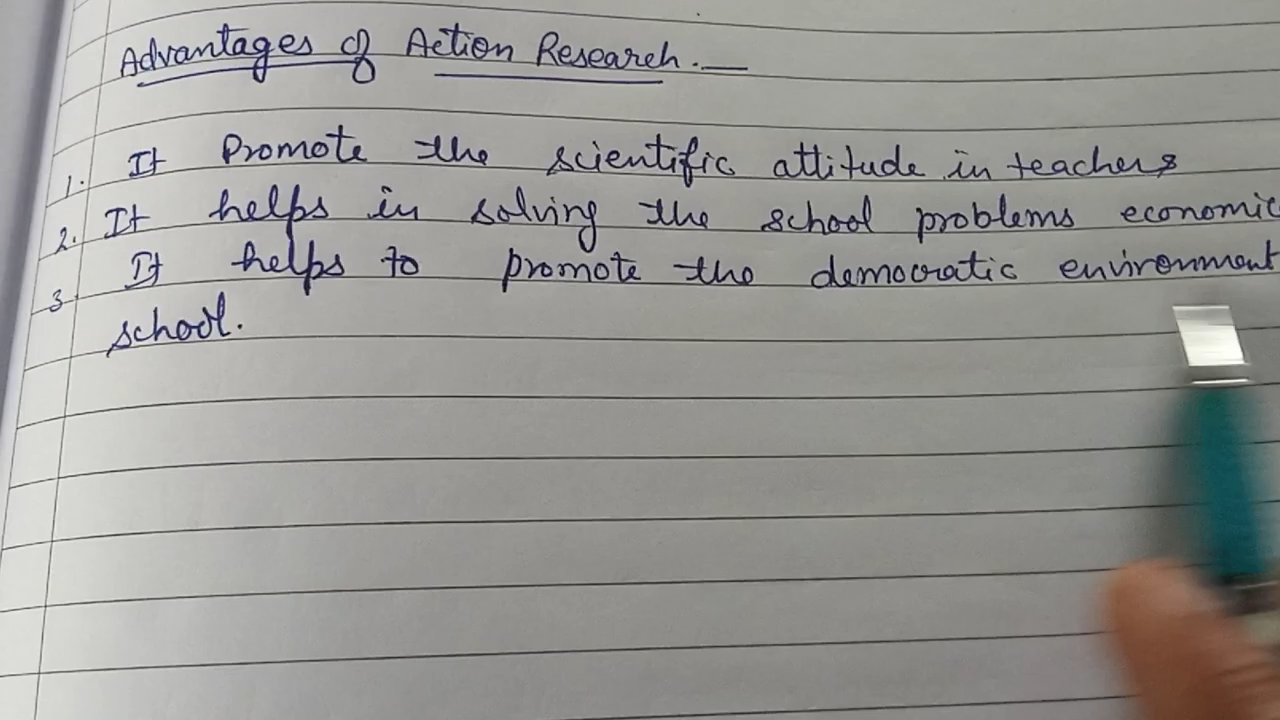 Advantages of Action Research. —
1. It Promote the scientific attitude in teachers
2. It helps in solving the school problems economic
3 It helps to promote the democratic environment
school.